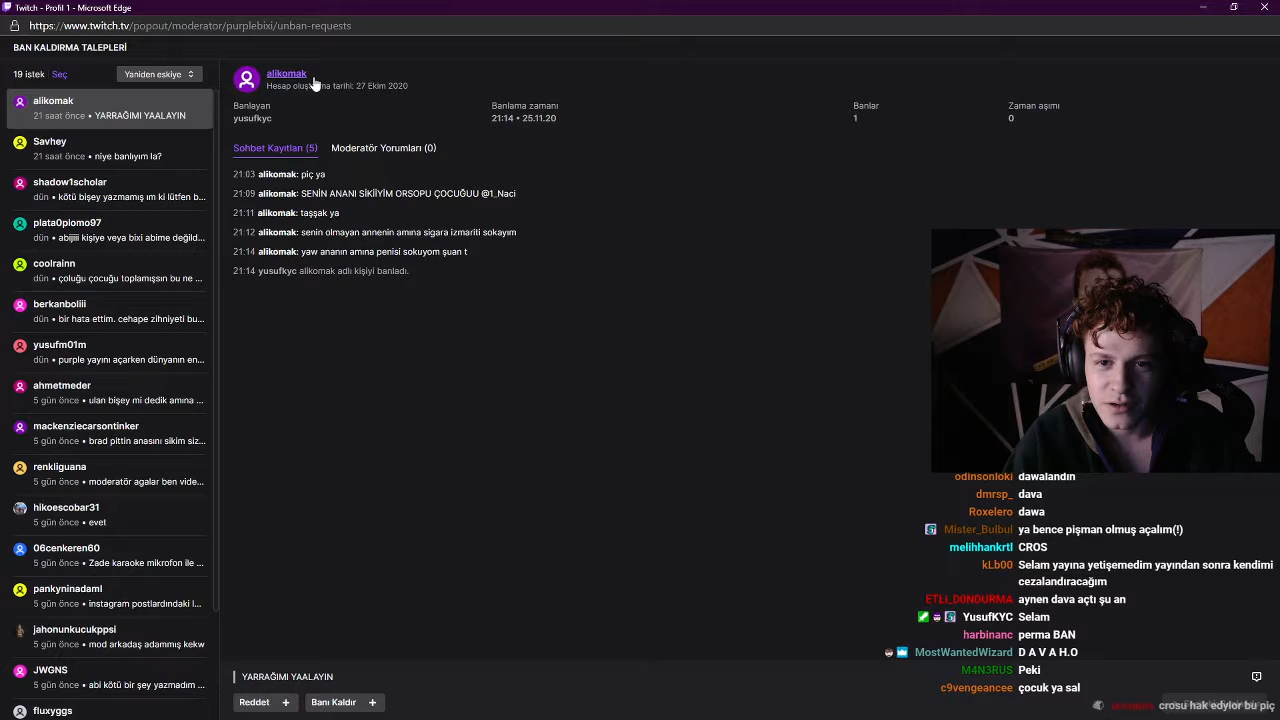 Twitch - Profil 1 - Microsoft Edge
https://www.twitch.tv/popout/moderator/purplebixi/unban-requests
BAN KALDIRMA TALEPLERİ
19 istek Seç Yeniden eskiye
alikomak
21 saat önce • YARRAĞIMI YAALAYIN
Savhey
21 saat önce • niye banlıyım la?
shadow1scholar
dün • kötü bişey yazmamış ım ki lütfen b...
plata0plomo97
dün • abijiii kişiye veya bixi abime değild...
coolrainn
dün • çoluğu çocuğu toplamışsın bu ne ...
berkanboliii
dün • bir hata ettim. cehape zihniyeti bu...
yusufm01m
dün • purple yayını açarken dünyanın en...
ahmetmeder
5 gün önce • ulan bişey mi dedik amına ...
mackenziecarsontinker
5 gün önce • brad pittin anasını sikim siz...
renkliguana
5 gün önce • moderatör agalar ben vide...
hikoescobar31
5 gün önce • evet
06cenkeren60
5 gün önce • Zade karaoke mikrofon ile ...
pankyninadaml
5 gün önce • instagram postlarındaki l...
jahonunkucukppsi
5 gün önce • mod arkadaş adammış kekw
JWGNS
5 gün önce • abi kötü bir şey yazmadım ...
fluxyggs
alikomak
Hesap oluşturma tarihi: 27 Ekim 2020
Banlayan Banlama zamanı Banlar Zaman aşımı
yusufkyc 21:14 • 25.11.20 1 0
Sohbet Kayıtları (5) Moderatör Yorumları (0)
21:03 alikomak: piç ya
21:09 alikomak: SENİN ANANI SİKİİYİM ORSOPU ÇOCUĞUU @1_Naci
21:11 alikomak: taşşak ya
21:12 alikomak: senin olmayan annenin amına sigara izmariti sokayım
21:14 alikomak: yaw ananın amına penisi sokuyom şuan t
21:14 yusufkyc alikomak adlı kişiyi banladı.
odinsonloki dawalandın
dmrsp_ dava
Roxelero dawa
Mister_Bulbul ya bence pişman olmuş açalım(!)
melihhankrtl CROS
kLb00 Selam yayına yetişemedim yayından sonra kendimi
cezalandıracağım
ETLi_D0NDURMA aynen dava açtı şu an
YusufKYC Selam
harbinanc perma BAN
MostWantedWizard D A V A H.O
M4N3RUS Peki
c9vengeancee çocuk ya sal
crosu hak edylor bu piç
YARRAĞIMI YAALAYIN
Reddet + Banı Kaldır +